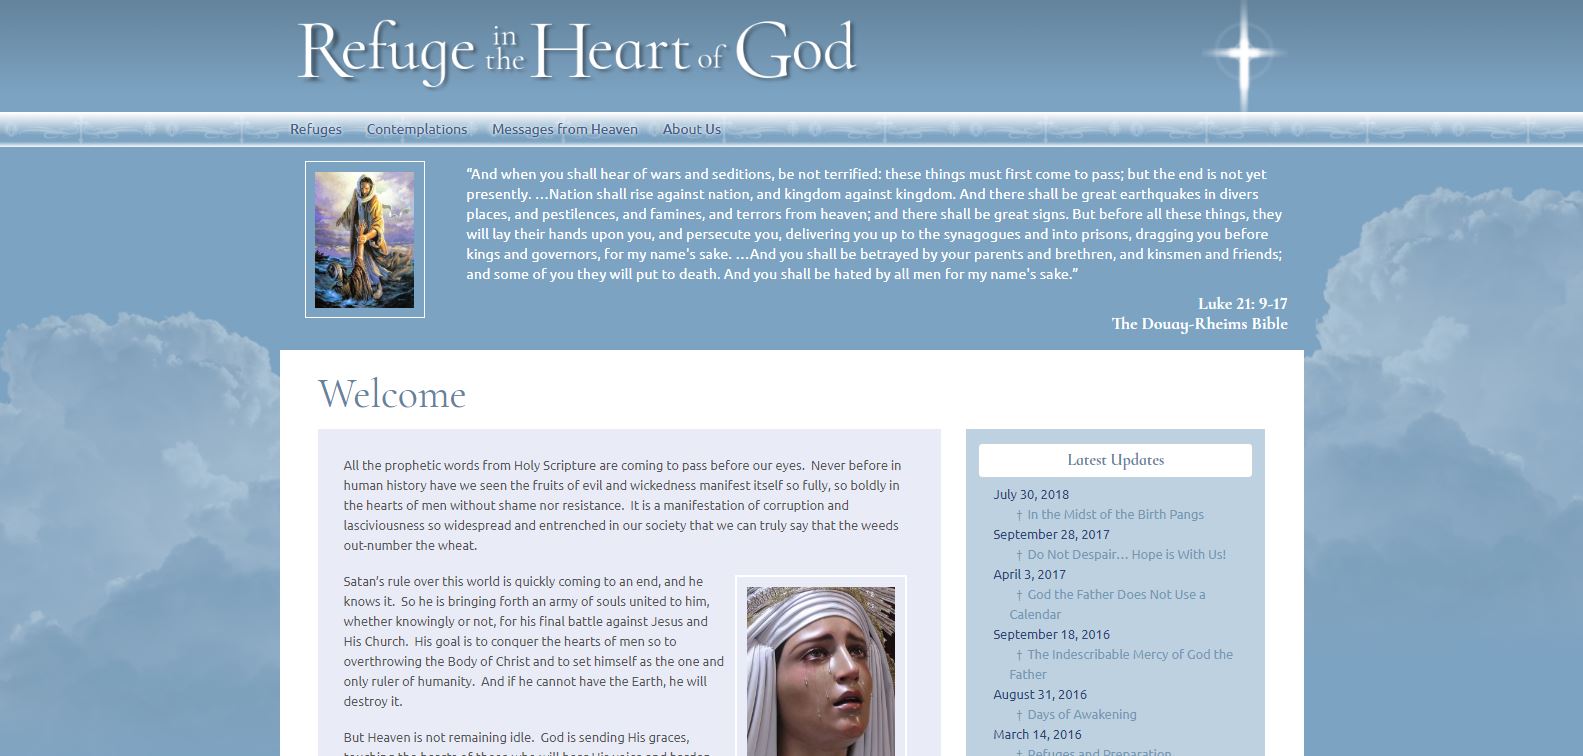 Refuge in the Heart of God
Refuges Contemplations Messages from Heaven About Us
“And when you shall hear of wars and seditions, be not terrified: these things must first come to pass; but the end is not yet
presently. …Nation shall rise against nation, and kingdom against kingdom. And there shall be great earthquakes in divers
places, and pestilences, and famines, and terrors from heaven; and there shall be great signs. But before all these things, they
will lay their hands upon you, and persecute you, delivering you up to the synagogues and into prisons, dragging you before
kings and governors, for my name's sake. …And you shall be betrayed by your parents and brethren, and kinsmen and friends;
and some of you they will put to death. And you shall be hated by all men for my name's sake.”
Luke 21: 9-17
The Douay-Rheims Bible
Welcome
All the prophetic words from Holy Scripture are coming to pass before our eyes.  Never before in
human history have we seen the fruits of evil and wickedness manifest itself so fully, so boldly in
the hearts of men without shame nor resistance.  It is a manifestation of corruption and
lasciviousness so widespread and entrenched in our society that we can truly say that the weeds
out-number the wheat.
Satan’s rule over this world is quickly coming to an end, and he
knows it.  So he is bringing forth an army of souls united to him,
whether knowingly or not, for his final battle against Jesus and
His Church.  His goal is to conquer the hearts of men so to
overthrowing the Body of Christ and to set himself as the one and
only ruler of humanity.  And if he cannot have the Earth, he will
destroy it.
But Heaven is not remaining idle.  God is sending His graces,
Latest Updates
July 30, 2018
† In the Midst of the Birth Pangs
September 28, 2017
† Do Not Despair… Hope is With Us!
April 3, 2017
† God the Father Does Not Use a
Calendar
September 18, 2016
† The Indescribable Mercy of God the
Father
August 31, 2016
† Days of Awakening
March 14, 2016
† Refuges and Preparation